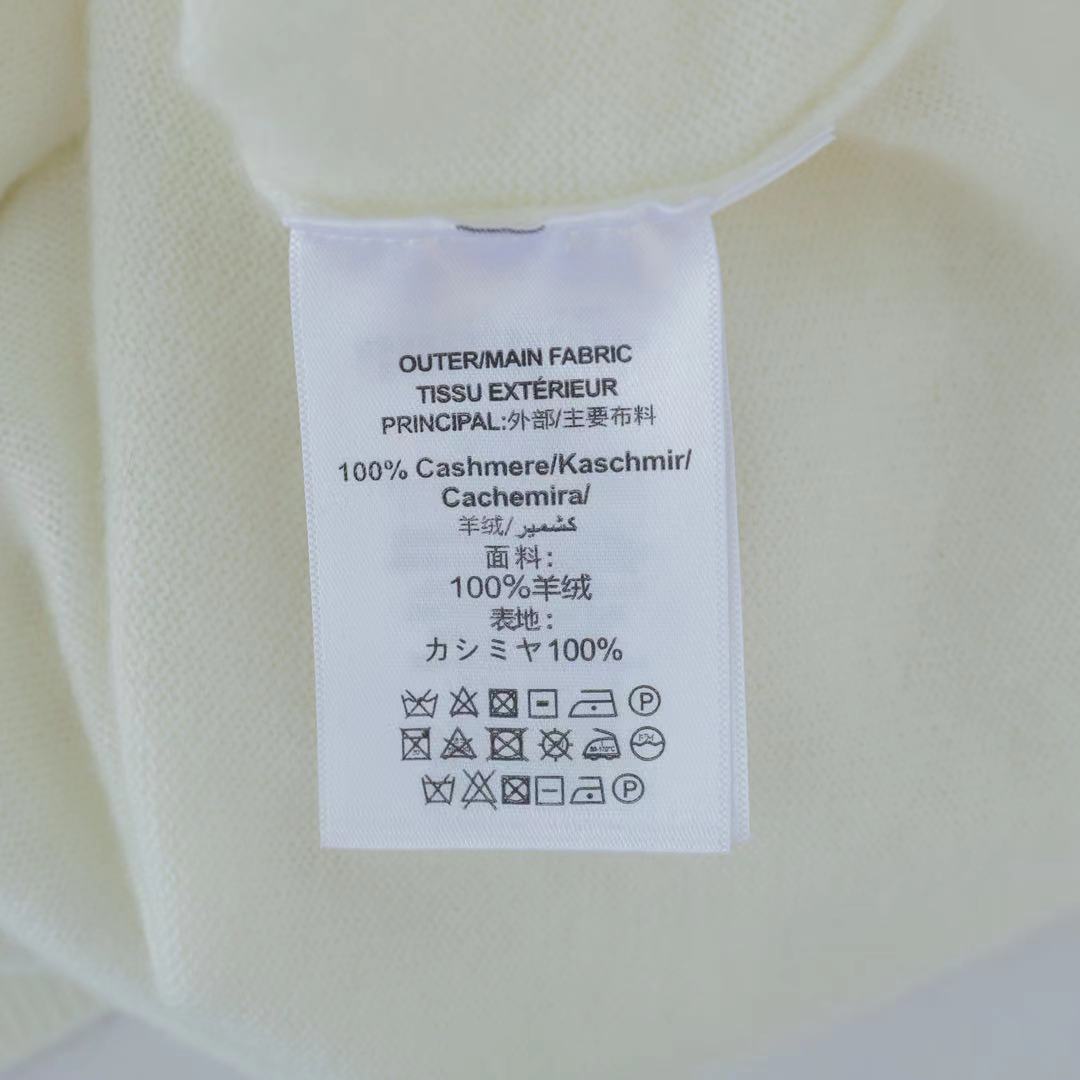 OUTER/MAIN FABRIC
TISSU EXTÉRIEUR
PRINCIPAL:外部/主要布料
100% Cashmere/Kaschmir/
Cachemira/
羊绒/كشمير
面料:
100%羊绒
表地:
カシミヤ100%
P
P